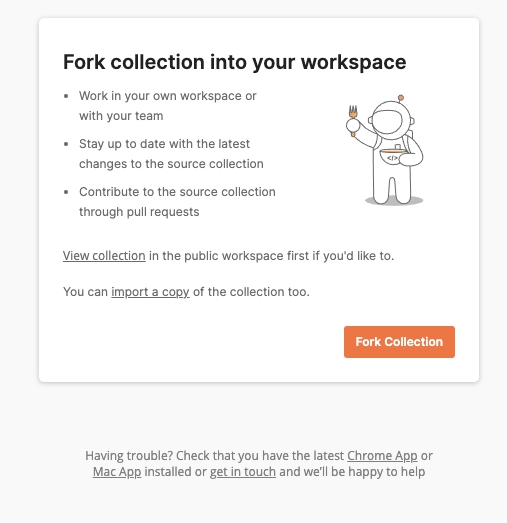 Fork collection into your workspace
• Work in your own workspace or
with your team
• Stay up to date with the latest
changes to the source collection
• Contribute to the source collection
through pull requests
</>
View collection in the public workspace first if you'd like to.
You can import a copy of the collection too.
Fork Collection
Having trouble? Check that you have the latest Chrome App or
Mac App installed or get in touch and we'll be happy to help